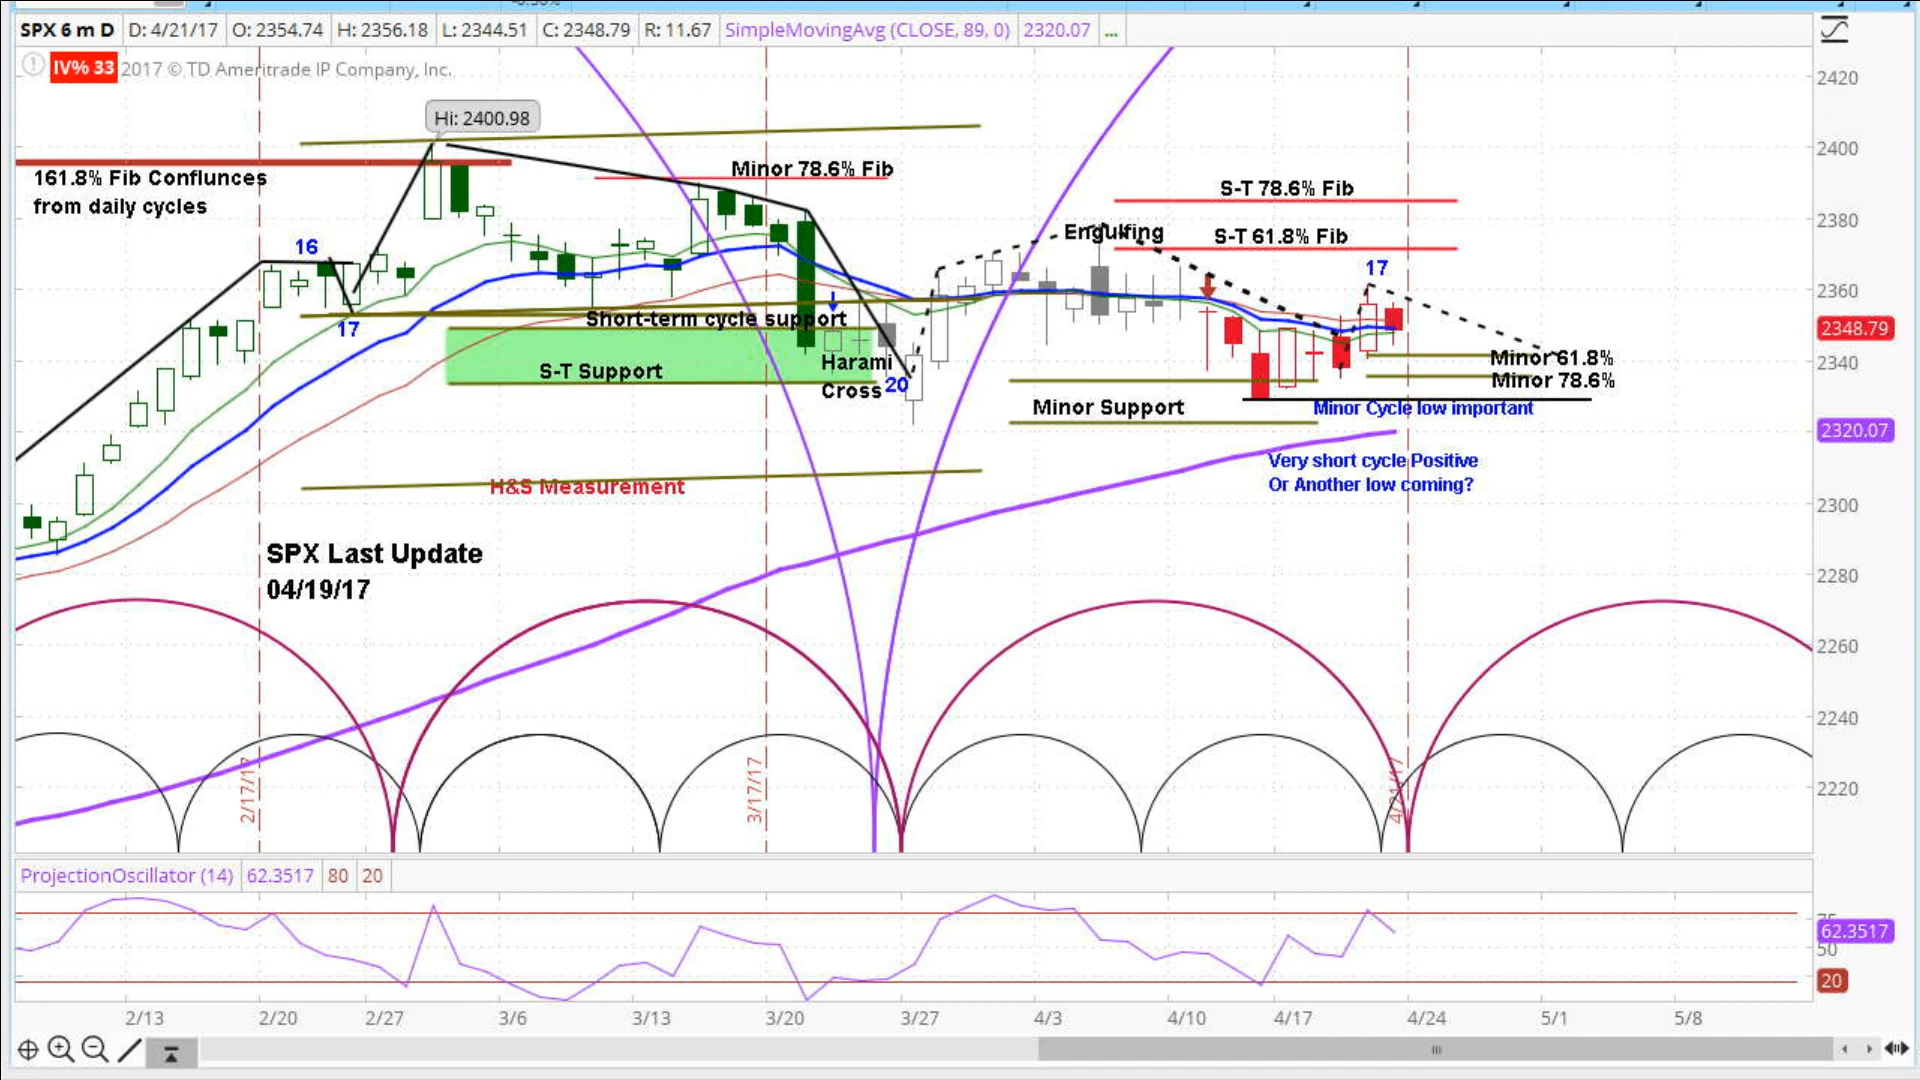 SPX 6 m D D: 4/21/17 O: 2354.74 H: 2356.18 L: 2344.51 C: 2348.79 R: 11.67 SimpleMovingAvg (CLOSE, 89, 0) 2320.07 ...
IV% 33 2017 © TD Ameritrade IP Company, Inc.
2420
Hi: 2400.98
2400
161.8% Fib Conflunces
from daily cycles
Minor 78.6% Fib
S-T 78.6% Fib
2380
Engulfing
S-T 61.8% Fib
16
17
2360
17
Short-term cycle support
2348.79
S-T Support
Harami
Cross
20
Minor 61.8%
2340
Minor 78.6%
Minor Support
Minor Cycle low important
2320.07
Very short cycle Positive
Or Another low coming?
H&S Measurement
2300
SPX Last Update
04/19/17
2280
2260
2240
2220
2/17/17
3/17/17
4/21/17
ProjectionOscillator (14) 62.3517 80 20
75
62.3517
50
20
2/13 2/20 2/27 3/6 3/13 3/20 3/27 4/3 4/10 4/17 4/24 5/1 5/8